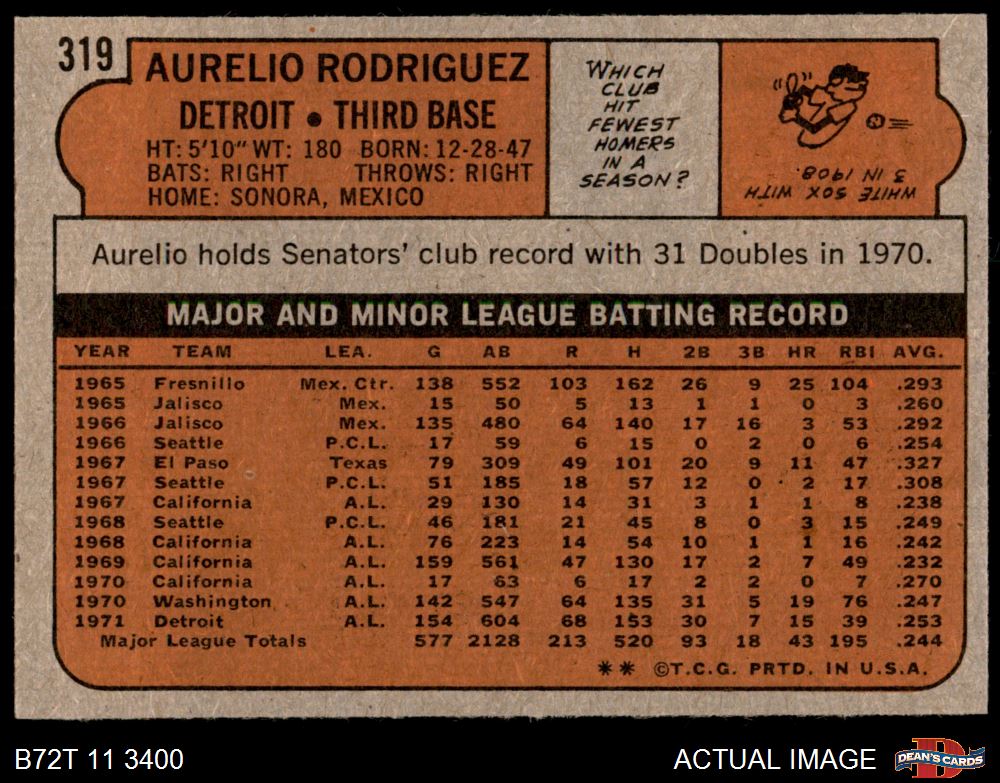 319
AURELIO RODRIGUEZ
DETROIT • THIRD BASE
HT: 5'10" WT: 180 BORN: 12-28-47
BATS: RIGHT THROWS: RIGHT
HOME: SONORA, MEXICO
WHICH
CLUB
HIT
FEWEST
HOMERS
IN A
SEASON?
WHITE SOX WITH
3 IN 1908.
Aurelio holds Senators' club record with 31 Doubles in 1970.
MAJOR AND MINOR LEAGUE BATTING RECORD
YEAR TEAM LEA. G AB R H 2B 3B HR RBI AVG.
1965 Fresnillo Mex. Ctr. 138 552 103 162 26 9 25 104 .293
1965 Jalisco Mex. 15 50 5 13 1 1 0 3 .260
1966 Jalisco Mex. 135 480 64 140 17 16 3 53 .292
1966 Seattle P.C.L. 17 59 6 15 0 2 0 6 .254
1967 El Paso Texas 79 309 49 101 20 9 11 47 .327
1967 Seattle P.C.L. 51 185 18 57 12 0 2 17 .308
1967 California A.L. 29 130 14 31 3 1 1 8 .238
1968 Seattle P.C.L. 46 181 21 45 8 0 3 15 .249
1968 California A.L. 76 223 14 54 10 1 1 16 .242
1969 California A.L. 159 561 47 130 17 2 7 49 .232
1970 California A.L. 17 63 6 17 2 2 0 7 .270
1970 Washington A.L. 142 547 64 135 31 5 19 76 .247
1971 Detroit A.L. 154 604 68 153 30 7 15 39 .253
Major League Totals 577 2128 213 520 93 18 43 195 .244
** ©T.C.G. PRTD. IN U.S.A.
B72T 11 3400 ACTUAL IMAGE D DEAN'S CARDS